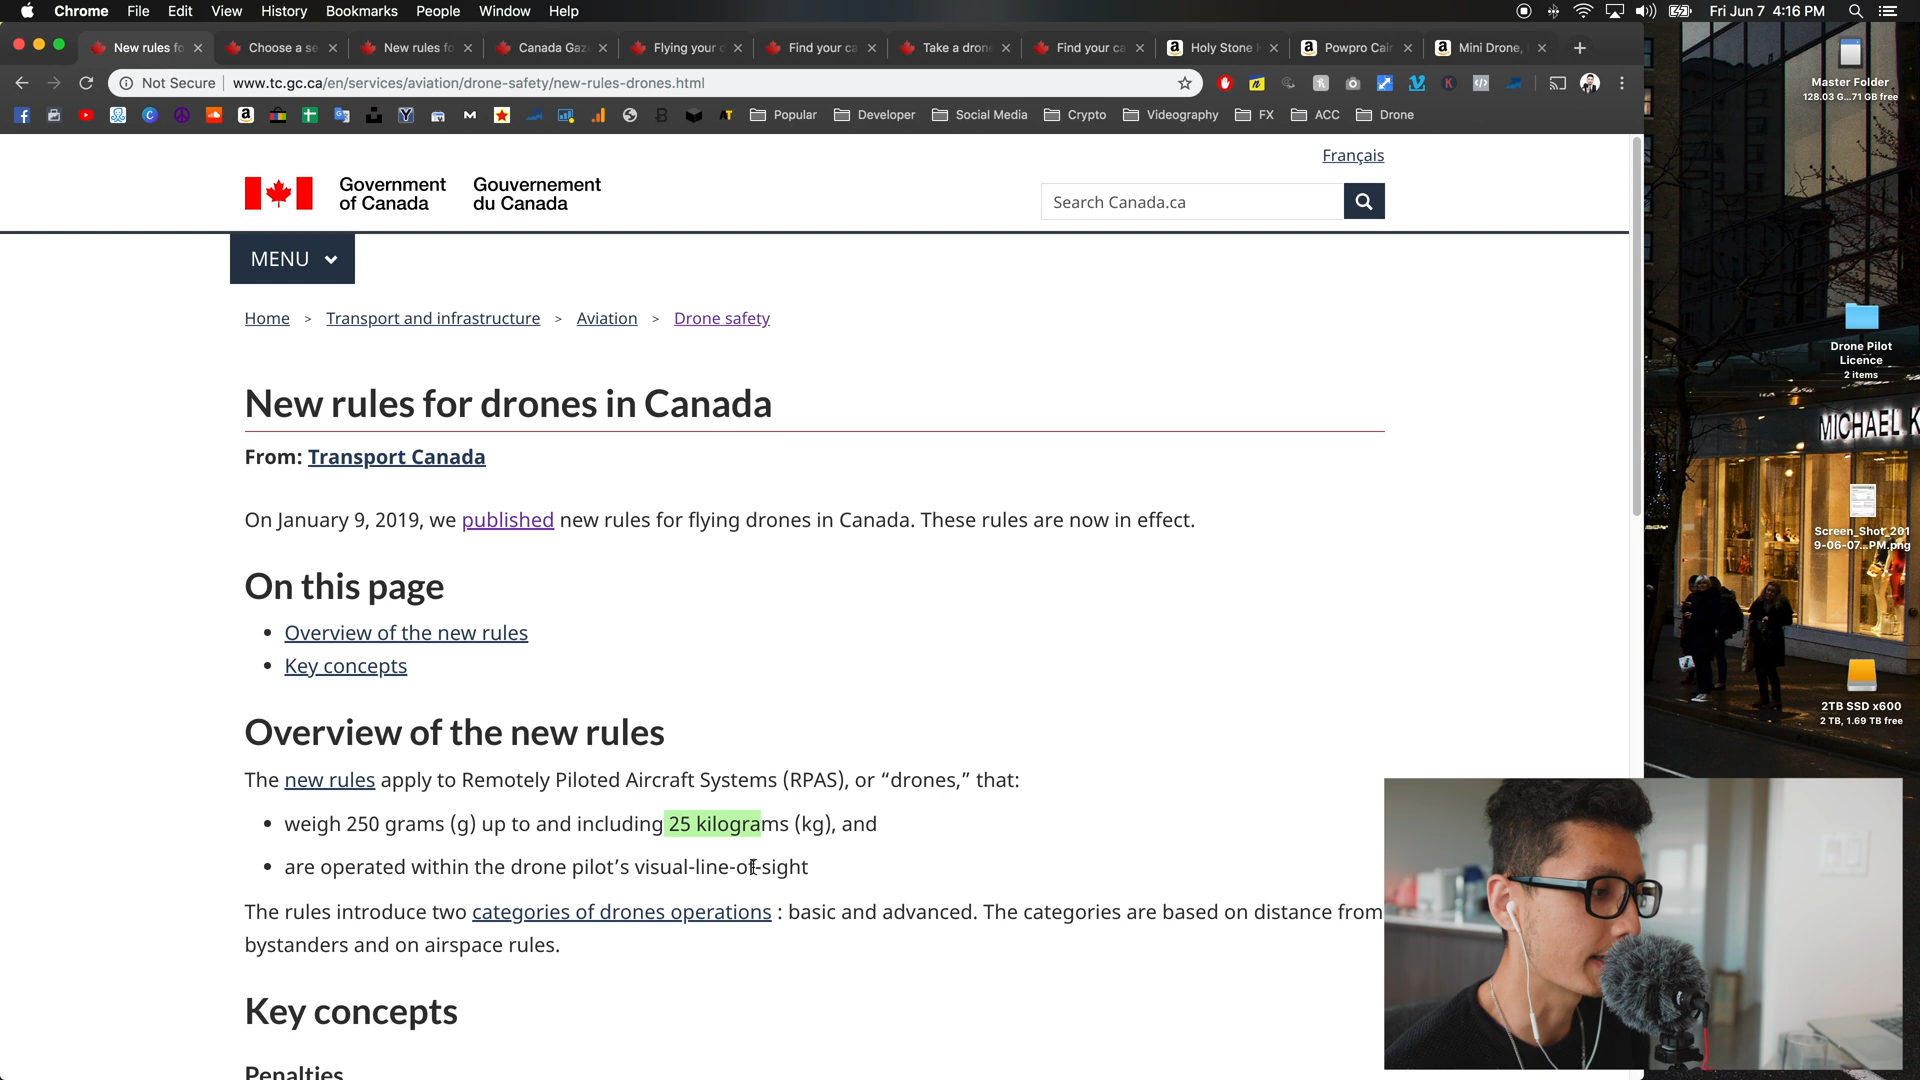 Chrome File Edit View History Bookmarks People Window Help
Fri Jun 7 4:16 PM
New rules fo
Choose a se
New rules fo
Canada Gaz
Flying your
Find your ca
Take a drone
Find your ca
Holy Stone
Powpro Cai
Mini Drone,
Not Secure
www.tc.gc.ca/en/services/aviation/drone-safety/new-rules-drones.html
Popular Developer Social Media Crypto Videography FX ACC Drone
Master Folder
128.03 G...71 GB free
Français
Government of Canada
Gouvernement du Canada
Search Canada.ca
MENU
Home > Transport and infrastructure > Aviation > Drone safety
New rules for drones in Canada
From: Transport Canada
On January 9, 2019, we published new rules for flying drones in Canada. These rules are now in effect.
On this page
Overview of the new rules
Key concepts
Overview of the new rules
The new rules apply to Remotely Piloted Aircraft Systems (RPAS), or “drones,” that:
weigh 250 grams (g) up to and including 25 kilograms (kg), and
are operated within the drone pilot’s visual-line-of-sight
The rules introduce two categories of drones operations : basic and advanced. The categories are based on distance from
bystanders and on airspace rules.
Key concepts
Penalties
Drone Pilot
Licence
2 items
MICHAEL K
Screen_Shot_201
9-06-07...PM.png
2TB SSD x600
2 TB, 1.69 TB free